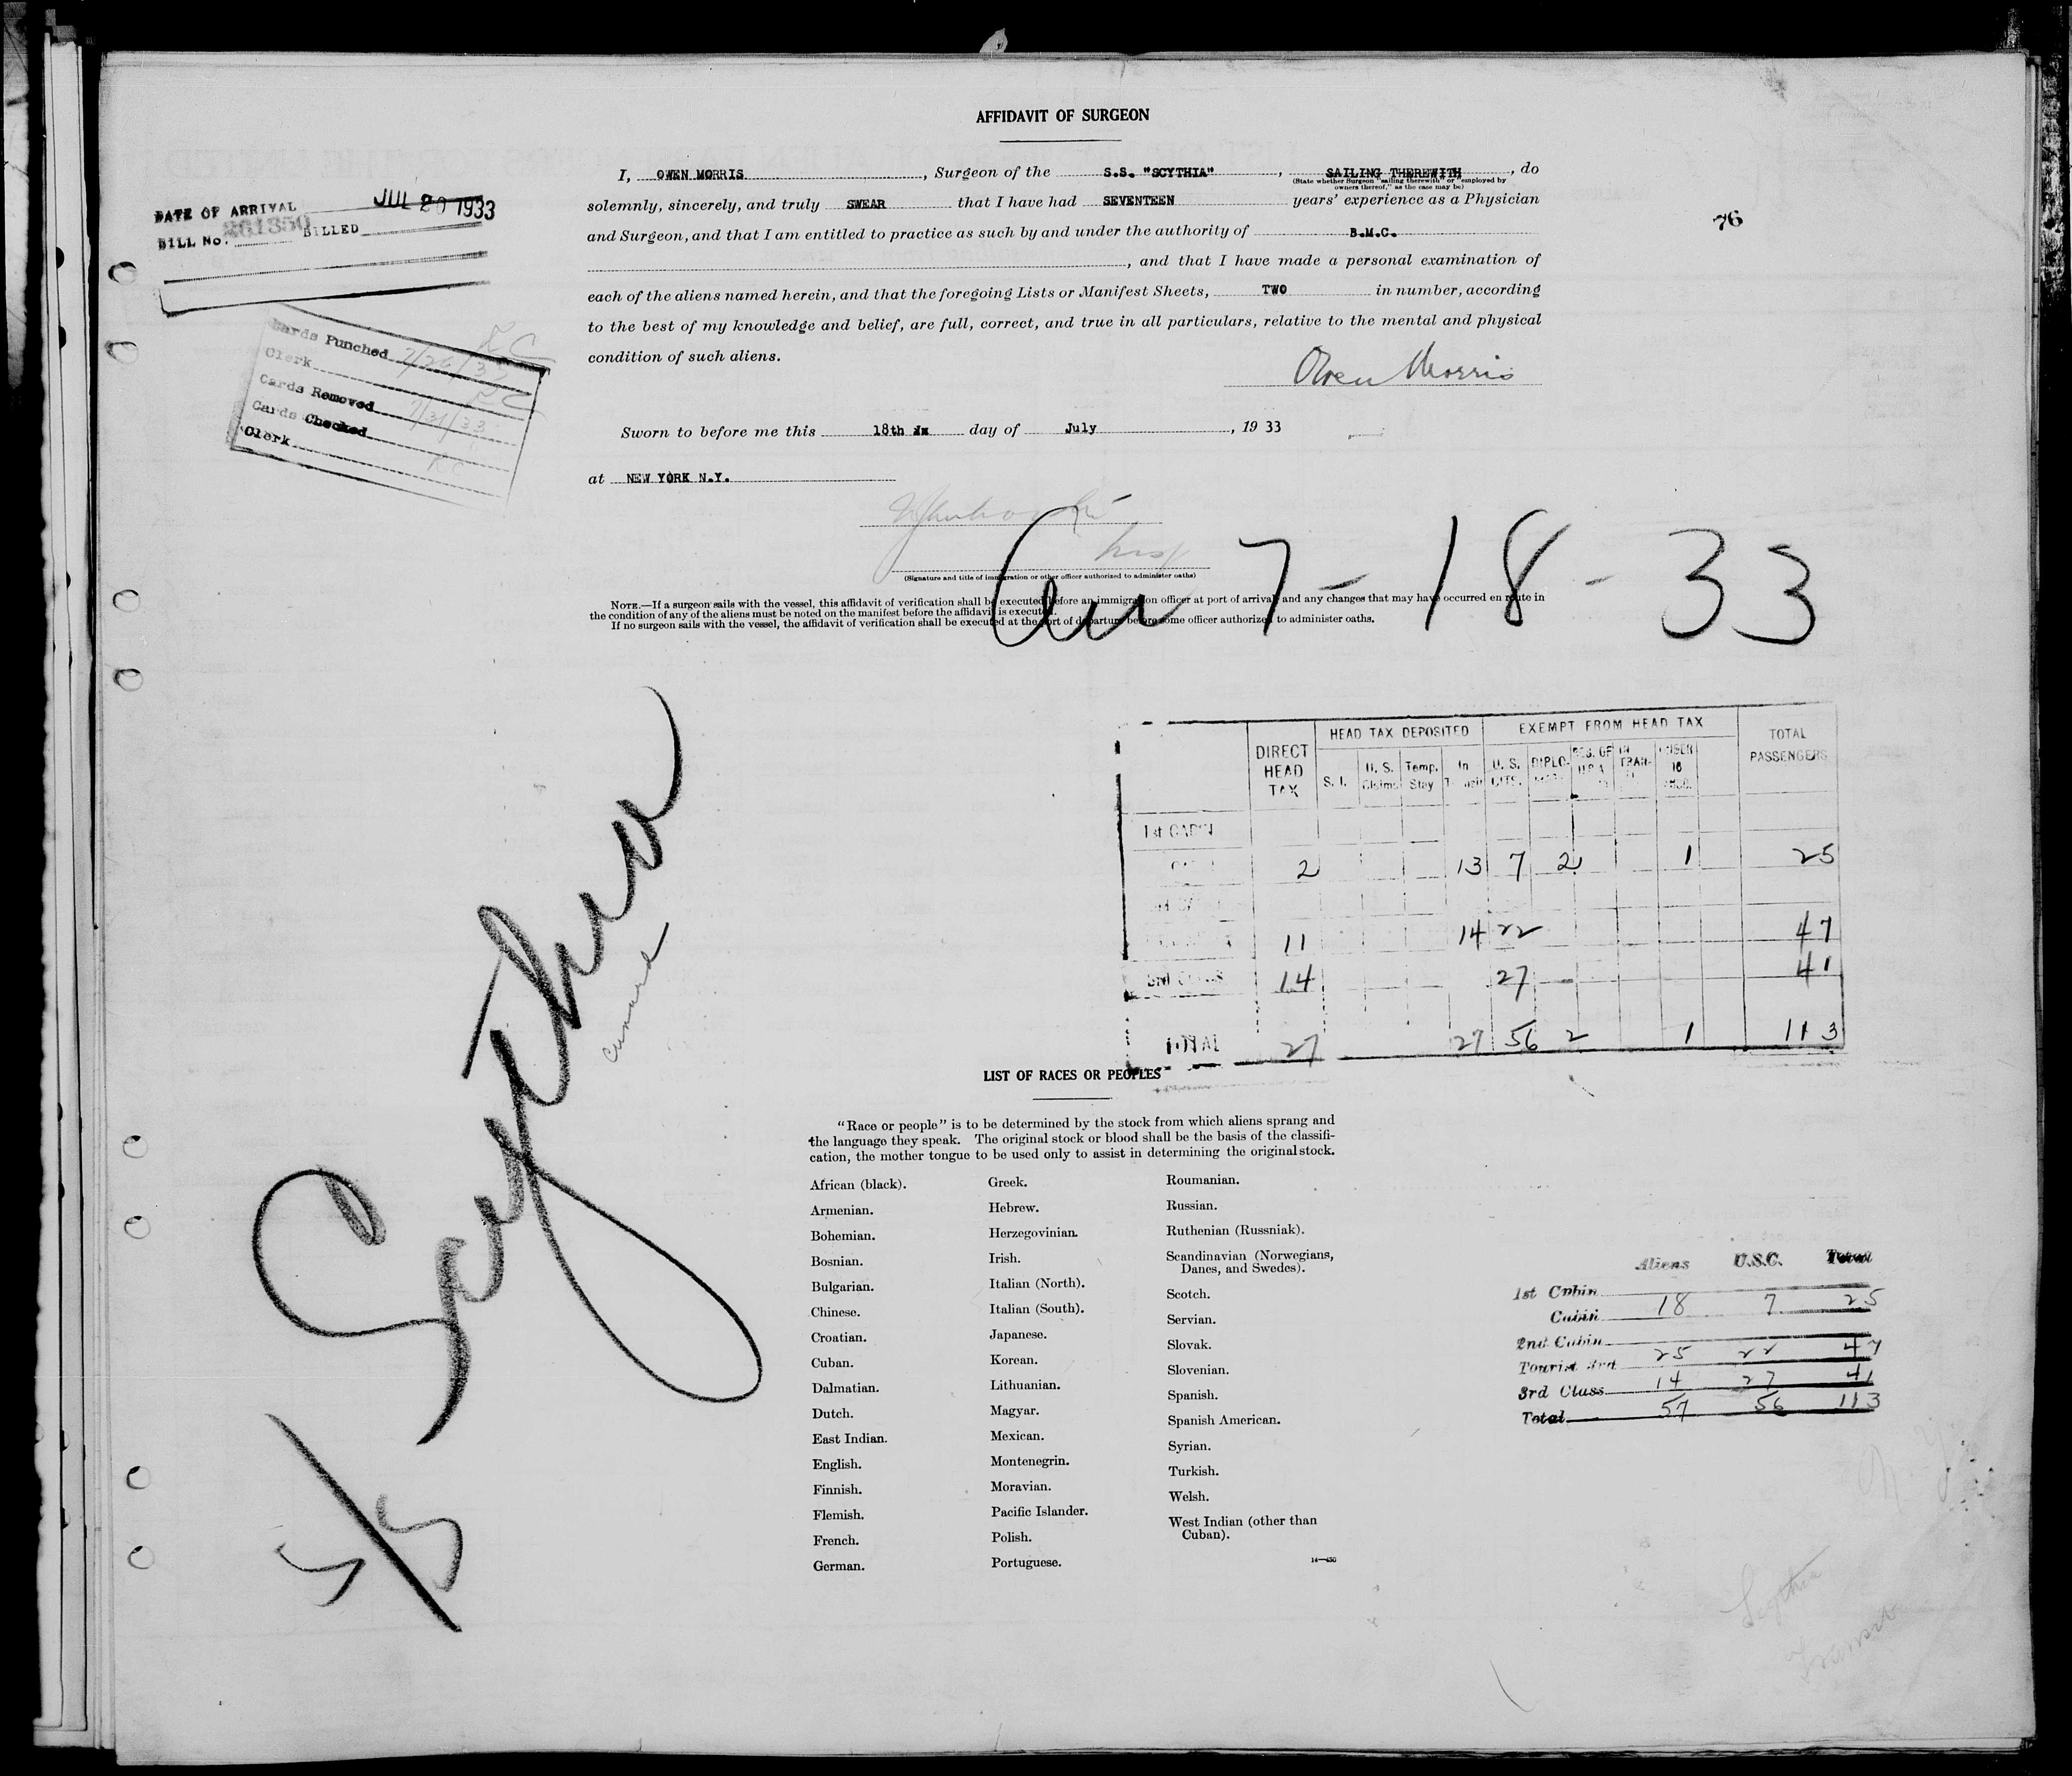 AFFIDAVIT OF SURGEON
I, OWEN MORRIS, Surgeon of the S.S. "SCYTHIA", SAILING THEREWITH, do
(State whether Surgeon "sailing therewith" or "employed by
owners thereof," as the case may be)
solemnly, sincerely, and truly SWEAR that I have had SEVENTEEN years' experience as a Physician
and Surgeon, and that I am entitled to practice as such by and under the authority of B.M.C.
, and that I have made a personal examination of
each of the aliens named herein, and that the foregoing Lists or Manifest Sheets, TWO in number, according
to the best of my knowledge and belief, are full, correct, and true in all particulars, relative to the mental and physical
condition of such aliens.
Owen Morris
Sworn to before me this 18th day of July, 19 33
at NEW YORK N.Y.
Insp
(Signature and title of immigration or other officer authorized to administer oaths)
NOTE.—If a surgeon sails with the vessel, this affidavit of verification shall be executed before an immigration officer at port of arrival and any changes that may have occurred en route in
the condition of any of the aliens must be noted on the manifest before the affidavit is executed.
If no surgeon sails with the vessel, the affidavit of verification shall be executed at the port of departure before some officer authorized to administer oaths.
DATE OF ARRIVAL JUL 20 1933
BILL No. 261350 BILLED
76
Cards Punched 7/26/33 KC
Clerk
Cards Removed 7/31/33 KC
Cards Checked
Clerk KC
Arr 7-18-33
S/S Scythia
Cunard
DIRECT HEAD TAX
HEAD TAX DEPOSITED
S. I. U. S. Claims Temp. Stay In Transit
EXEMPT FROM HEAD TAX
U. S. CITS. DIPLO- RES. OF U.S.A. IN TRAN- UNDER 16
TOTAL PASSENGERS
1st CABIN
2 13 7 2 1 25
11 14 22 47
14 27 41
TOTAL 27 27 56 2 1 113
LIST OF RACES OR PEOPLES
"Race or people" is to be determined by the stock from which aliens sprang and
the language they speak. The original stock or blood shall be the basis of the classifi-
cation, the mother tongue to be used only to assist in determining the original stock.
African (black).
Armenian.
Bohemian.
Bosnian.
Bulgarian.
Chinese.
Croatian.
Cuban.
Dalmatian.
Dutch.
East Indian.
English.
Finnish.
Flemish.
French.
German.
Greek.
Hebrew.
Herzegovinian.
Irish.
Italian (North).
Italian (South).
Japanese.
Korean.
Lithuanian.
Magyar.
Mexican.
Montenegrin.
Moravian.
Pacific Islander.
Polish.
Portuguese.
Roumanian.
Russian.
Ruthenian (Russniak).
Scandinavian (Norwegians,
Danes, and Swedes).
Scotch.
Servian.
Slovak.
Slovenian.
Spanish.
Spanish American.
Syrian.
Turkish.
Welsh.
West Indian (other than
Cuban).
14—430
Aliens U.S.C. Total
1st Cabin
Cabin 18 7 25
2nd Cabin
Tourist 3rd 25 22 47
3rd Class 14 27 41
Total 57 56 113
N. Y.
Scythia
Transit